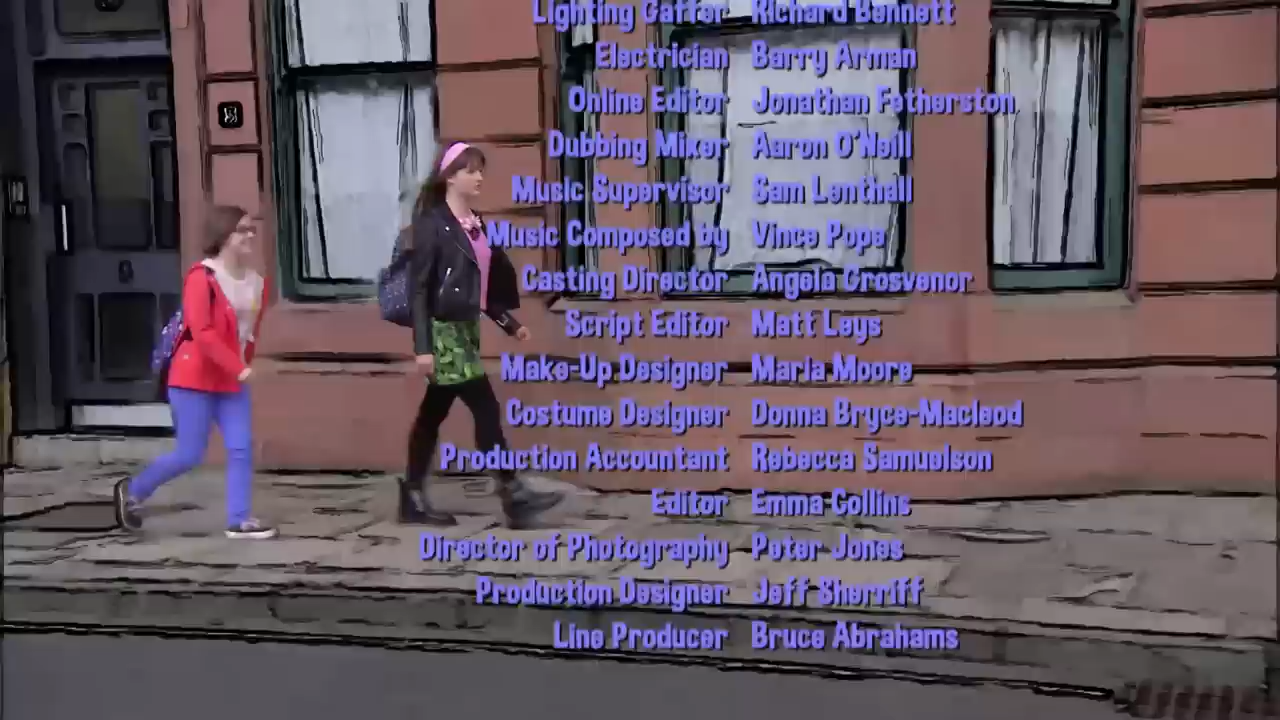 Lighting Gaffer Richard Bennett
Electrician Barry Arman
Online Editor Jonathan Fetherston
Dubbing Mixer Aaron O'Neill
Music Supervisor Sam Lenthall
Music Composed by Vince Pope
Casting Director Angela Grosvenor
Script Editor Matt Leys
Make-Up Designer Marla Moore
Costume Designer Donna Bryce-Macleod
Production Accountant Rebecca Samuelson
Editor Emma Collins
Director of Photography Peter Jones
Production Designer Jeff Sherriff
Line Producer Bruce Abrahams